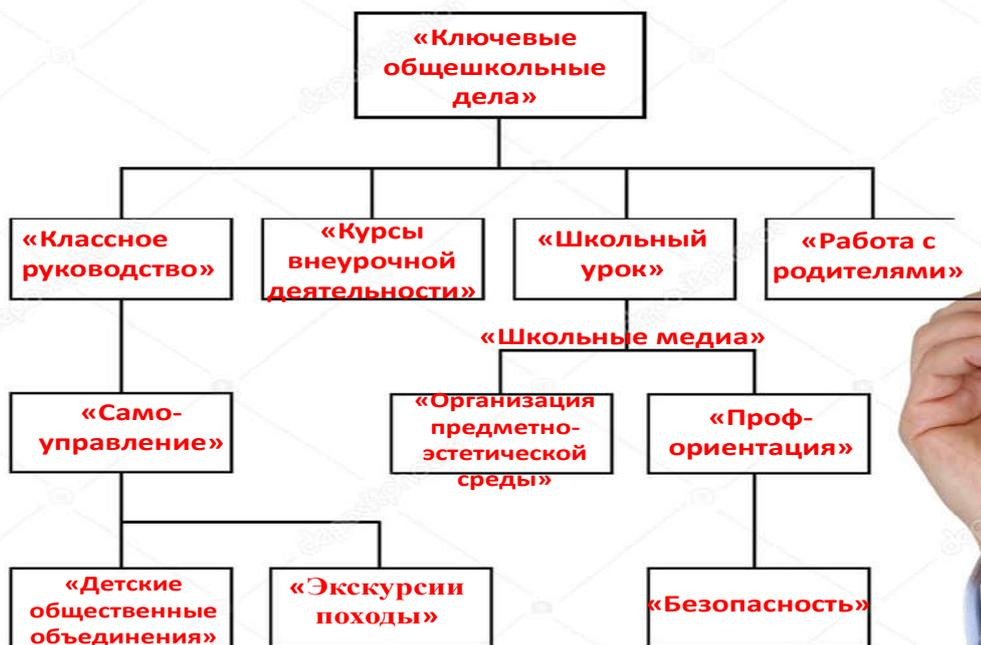 «Ключевые
общешкольные
дела»
«Классное
руководство»
«Курсы
внеурочной
деятельности»
«Школьный
урок»
«Работа с
родителями»
«Школьные медиа»
«Само-
управление»
«Организация
предметно-
эстетической
среды»
«Проф-
ориентация»
«Детские
общественные
объединения»
«Экскурсии
походы»
«Безопасность»